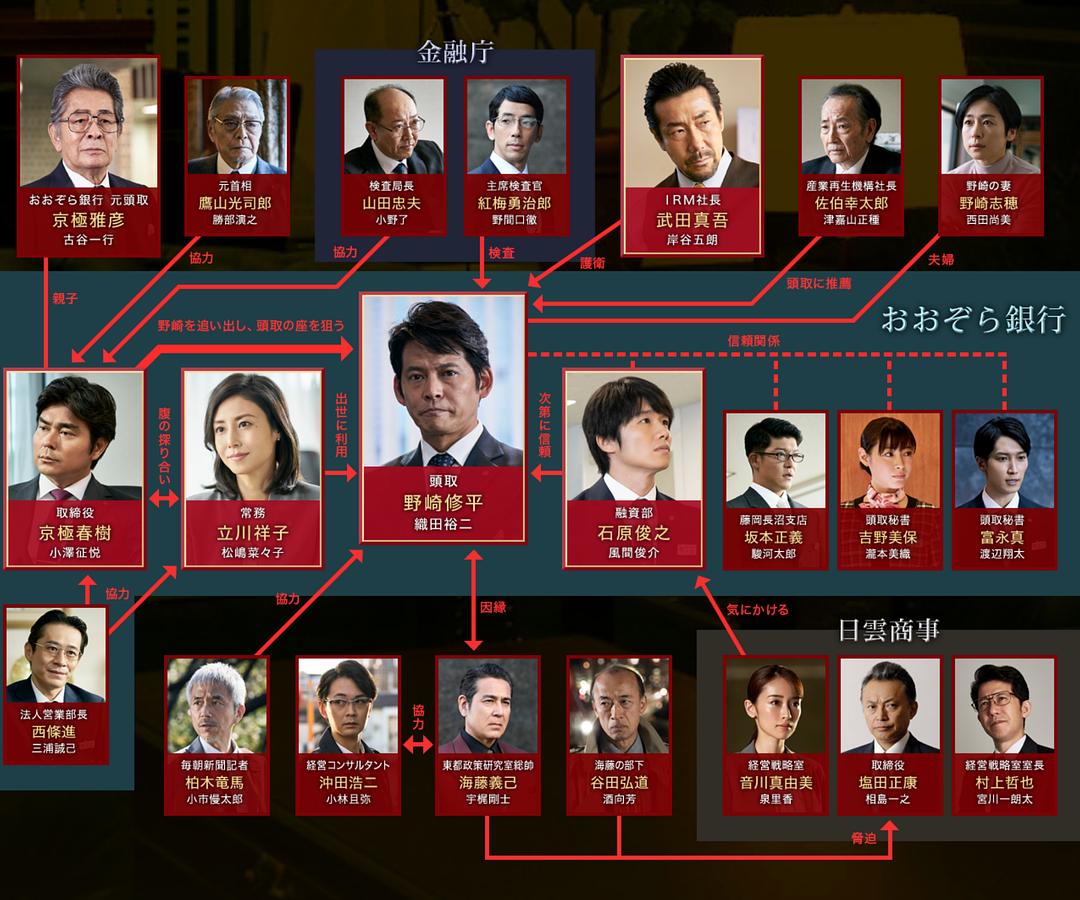 金融庁
おおぞら銀行 元頭取
京極雅彦
古谷一行
元首相
鷹山光司郎
勝部演之
検査局長
山田忠夫
小野了
主席検査官
紅梅勇治郎
野間口徹
IRM社長
武田真吾
岸谷五朗
産業再生機構社長
佐伯幸太郎
津嘉山正種
野崎の妻
野崎志穂
西田尚美
協力
協力
検査
護衛
頭取に推薦
夫婦
親子
おおぞら銀行
野崎を追い出し、頭取の座を狙う
信頼関係
腹の探り合い
出世に利用
次第に信頼
取締役
京極春樹
小澤征悦
常務
立川祥子
松嶋菜々子
頭取
野崎修平
織田裕二
融資部
石原俊之
風間俊介
藤岡長沼支店
坂本正義
駿河太郎
頭取秘書
吉野美保
瀧本美織
頭取秘書
富永真
渡辺翔太
協力
協力
因縁
気にかける
日雲商事
法人営業部長
西條進
三浦誠己
協力
毎朝新聞記者
柏木竜馬
小市慢太郎
経営コンサルタント
沖田浩二
小林且弥
東都政策研究室総帥
海藤義己
宇梶剛士
海藤の部下
谷田弘道
酒向芳
経営戦略室
音川真由美
泉里香
取締役
塩田正康
相島一之
経営戦略室室長
村上哲也
宮川一朗太
脅迫